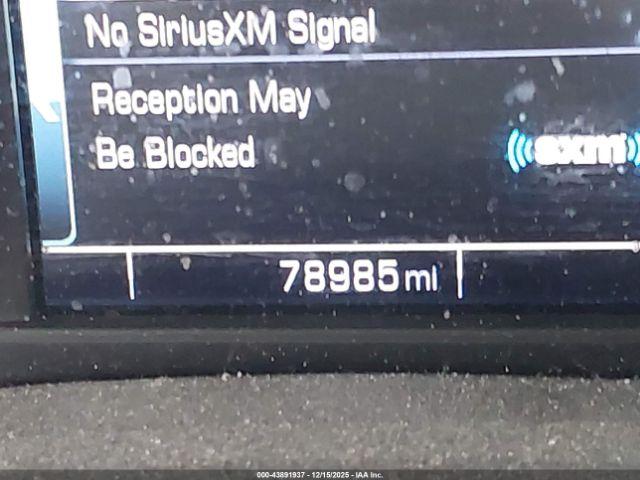 No SiriusXM Signal
Reception May
Be Blocked
sxm
78985 mi
000-43891937 - 12/15/2025 - IAA Inc.